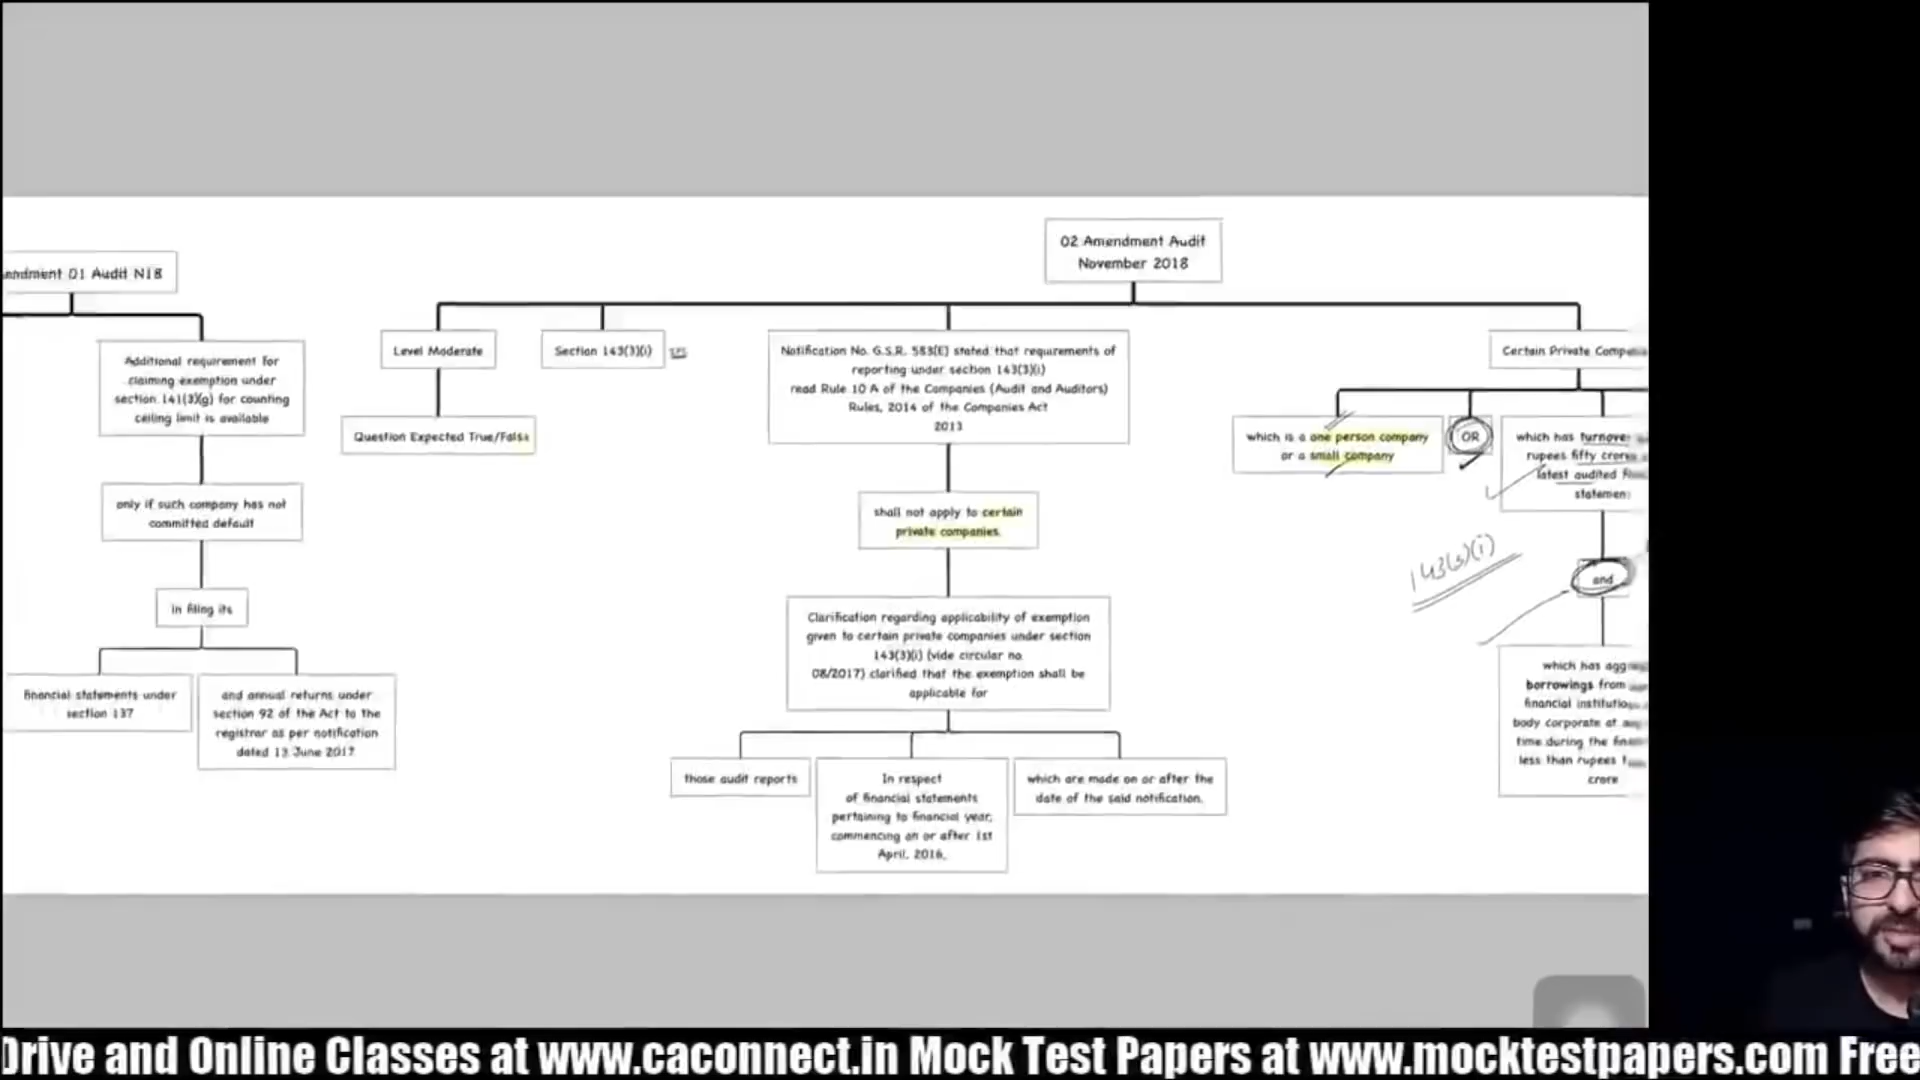 endment 01 Audit N18
Additional requirement for
claiming exemption under
section 141(3)(g) for counting
ceiling limit is available
only if such company has not
committed default
in filing its
financial statements under
section 137
and annual returns under
section 92 of the Act to the
registrar as per notification
dated 13 June 2017
02 Amendment Audit
November 2018
Level Moderate
Question Expected True/False
Section 143(3)(i)
Notification No. G.S.R. 583(E) stated that requirements of
reporting under section 143(3)(i)
read Rule 10 A of the Companies (Audit and Auditors)
Rules, 2014 of the Companies Act
2013
shall not apply to certain
private companies.
Clarification regarding applicability of exemption
given to certain private companies under section
143(3)(i) (vide circular no.
08/2017) clarified that the exemption shall be
applicable for
those audit reports
In respect
of financial statements
pertaining to financial year,
commencing on or after 1st
April, 2016,
which are made on or after the
date of the said notification.
Certain Private
which is a one person company
or a small company
OR
which has
rupees fifty
latest audited
143(3)(i)
and
which has
borrowings from
financial
body corporate at
time during the
less than rupees
crore
Drive and Online Classes at www.caconnect.in Mock Test Papers at www.mocktestpapers.com Free